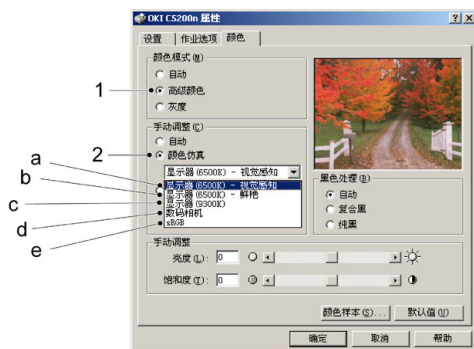 OKI C5200n 属性
设置 作业选项 颜色
颜色模式(M)
自动
1
高级颜色
灰度
手动调整(C)
自动
2
颜色仿真
显示器(6500K) - 视觉感知
a
显示器(6500K) - 视觉感知
b
显示器(6500K) - 鲜艳
c
显示器(9300K)
d
数码相机
e
sRGB
黑色处理(B)
自动
复合黑
纯黑
手动调整
亮度(L): 0
饱和度(T): 0
颜色样本(S)... 默认值(U)
确定 取消 帮助